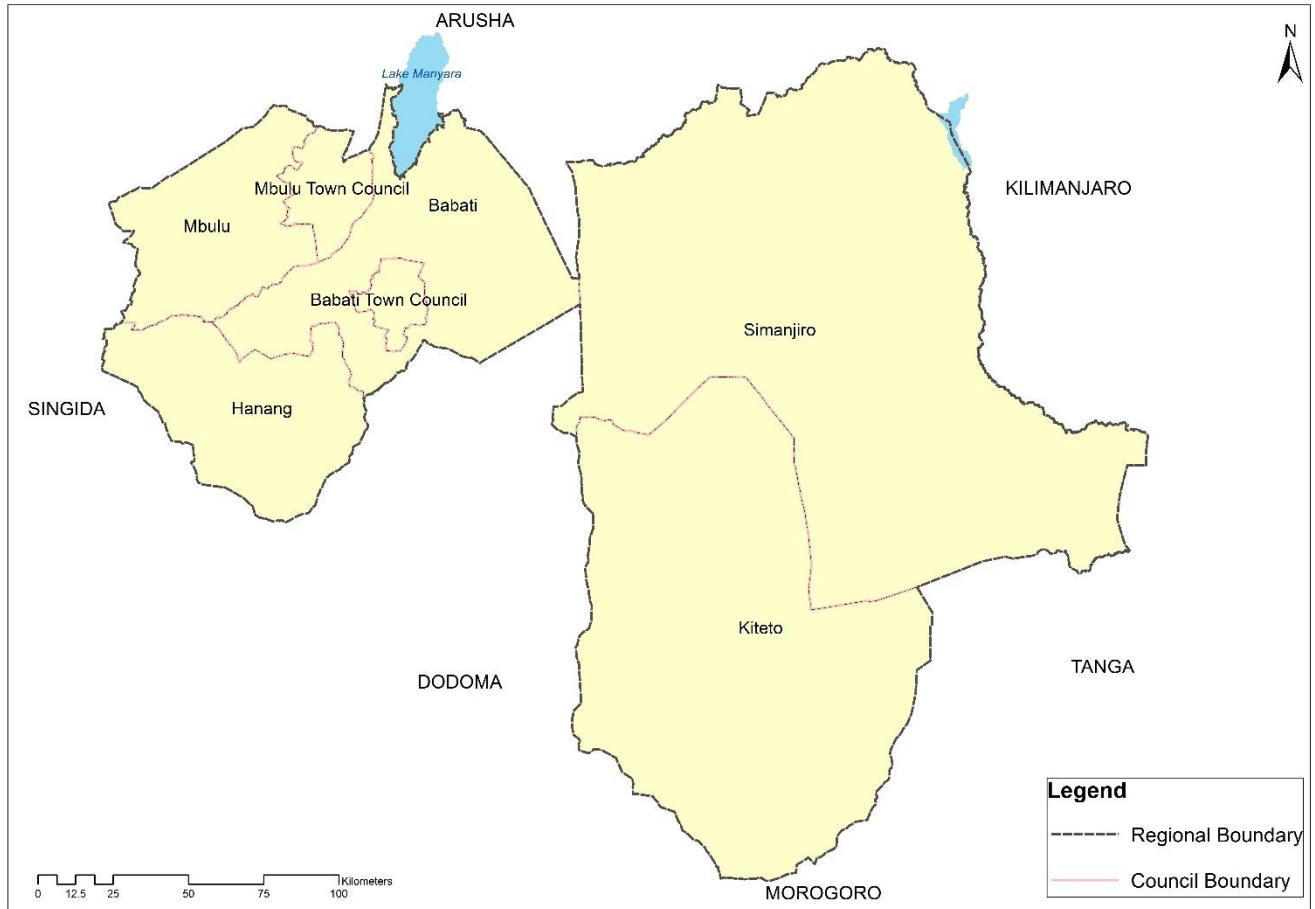 ARUSHA
N
Lake Manyara
Mbulu Town Council
KILIMANJARO
Babati
Mbulu
Babati Town Council
Simanjiro
SINGIDA
Hanang
Kiteto
TANGA
DODOMA
Legend
Regional Boundary
Council Boundary
Kilometers
0 12.5 25 50 75 100
MOROGORO